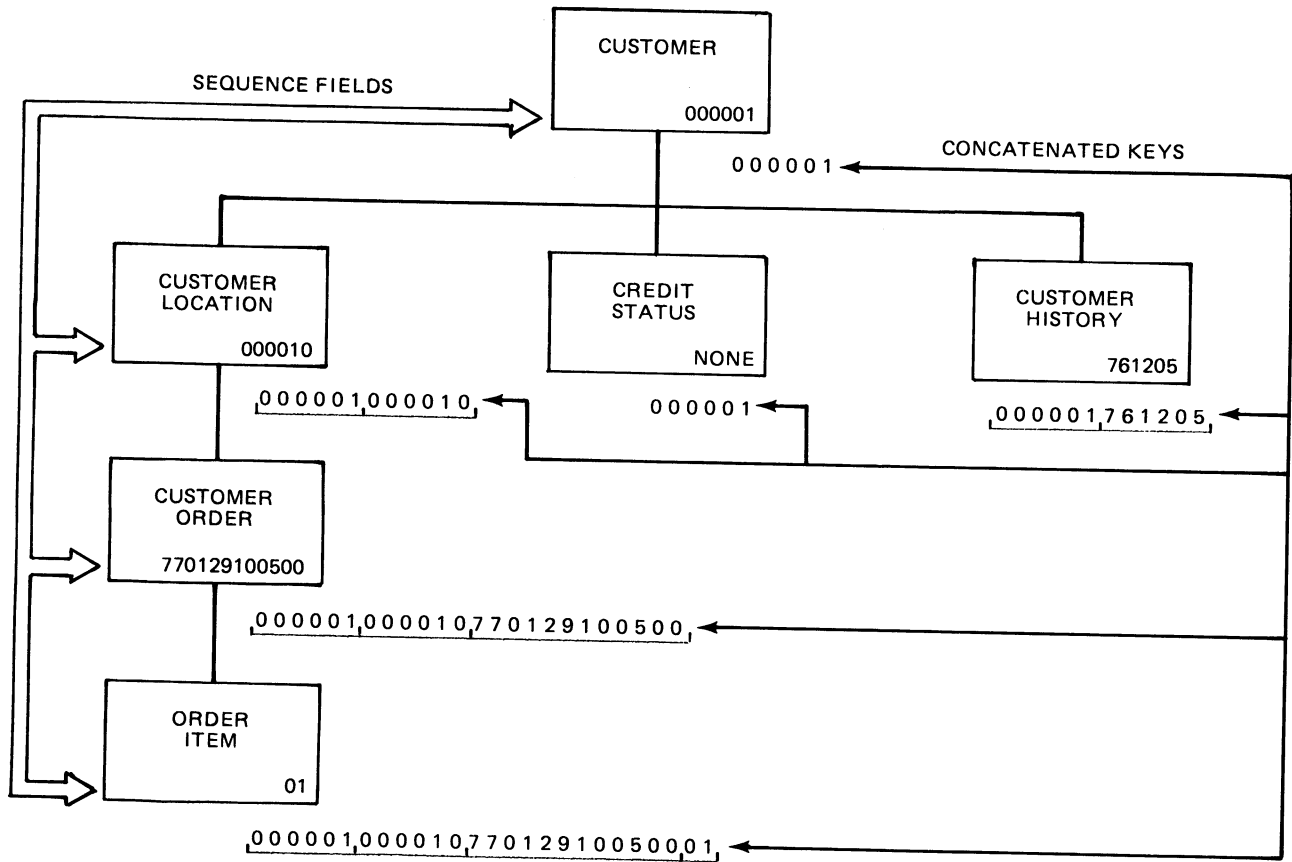 CUSTOMER
000001
SEQUENCE FIELDS
000001
CONCATENATED KEYS
CUSTOMER
LOCATION
000010
CREDIT
STATUS
NONE
CUSTOMER
HISTORY
761205
000001000010
000001
000001761205
CUSTOMER
ORDER
770129100500
000001000010770129100500
ORDER
ITEM
01
00000100001077012910050001